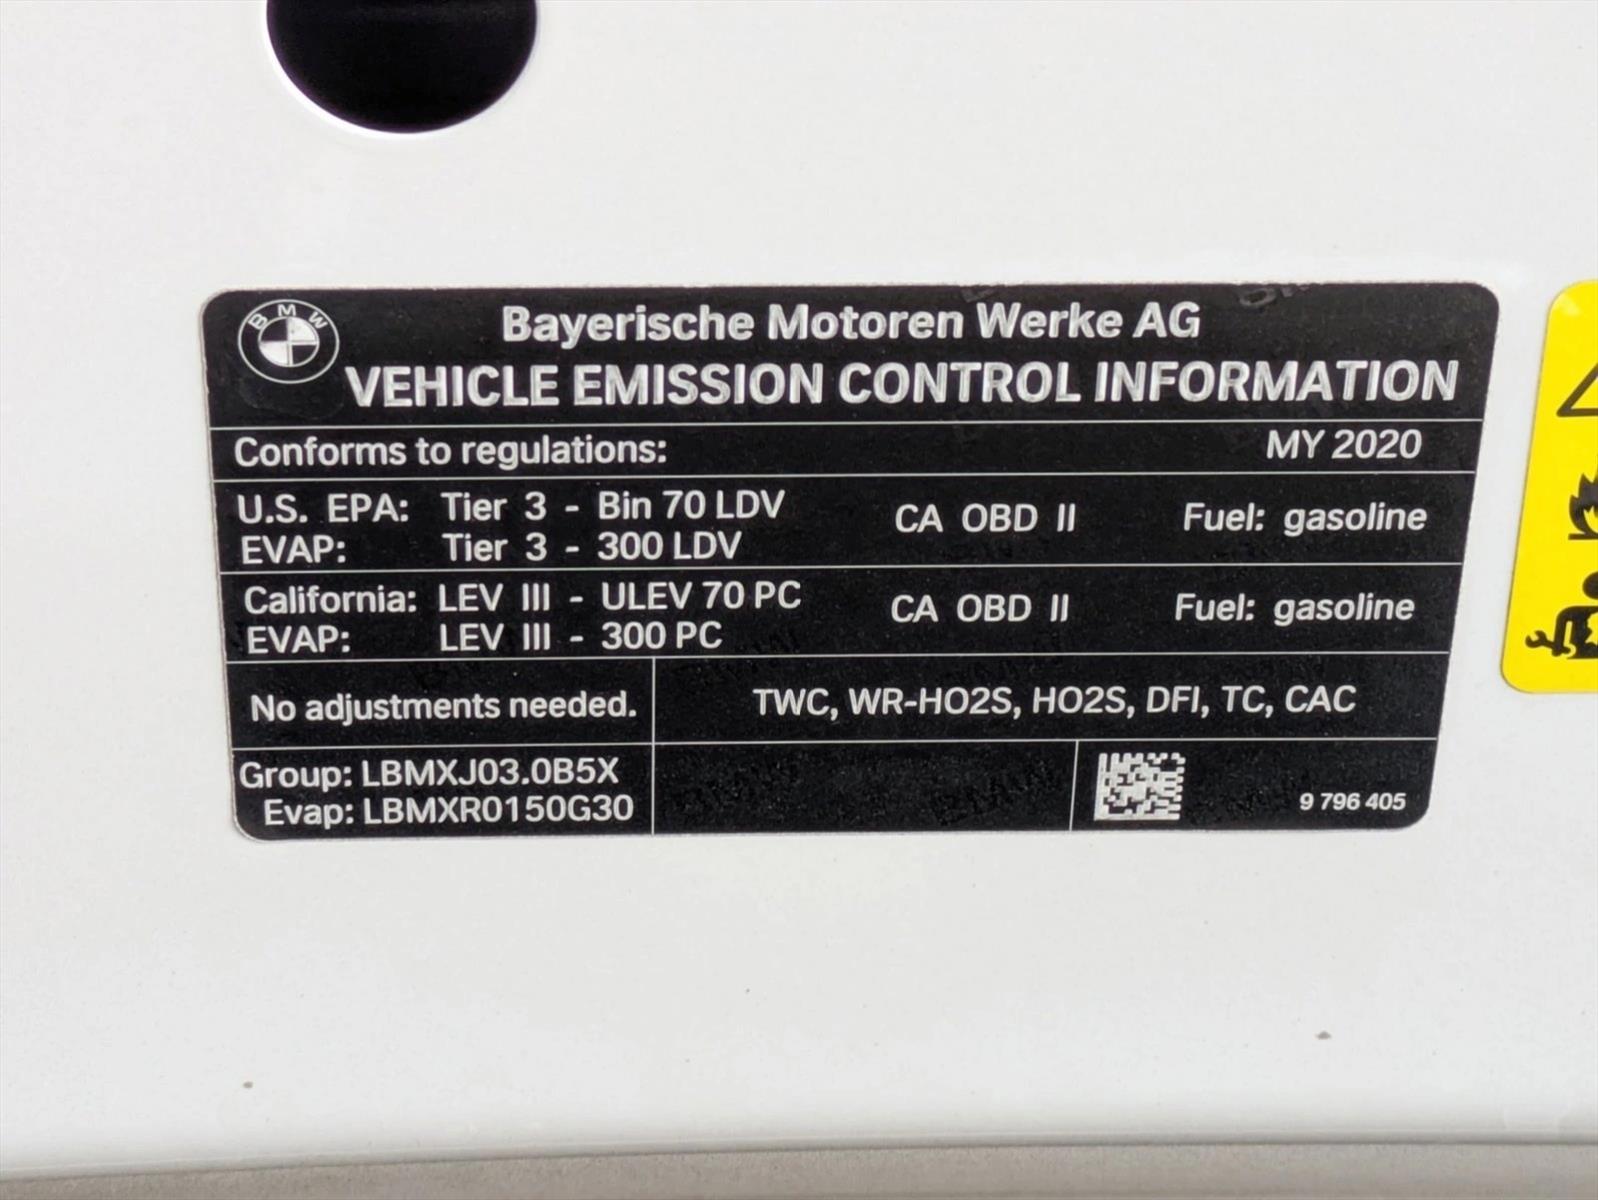 BMW
Bayerische Motoren Werke AG
VEHICLE EMISSION CONTROL INFORMATION
Conforms to regulations: MY 2020
U.S. EPA: Tier 3 - Bin 70 LDV CA OBD II Fuel: gasoline
EVAP: Tier 3 - 300 LDV
California: LEV III - ULEV 70 PC CA OBD II Fuel: gasoline
EVAP: LEV III - 300 PC
No adjustments needed. TWC, WR-HO2S, HO2S, DFI, TC, CAC
Group: LBMXJ03.0B5X
Evap: LBMXR0150G30
9 796 405